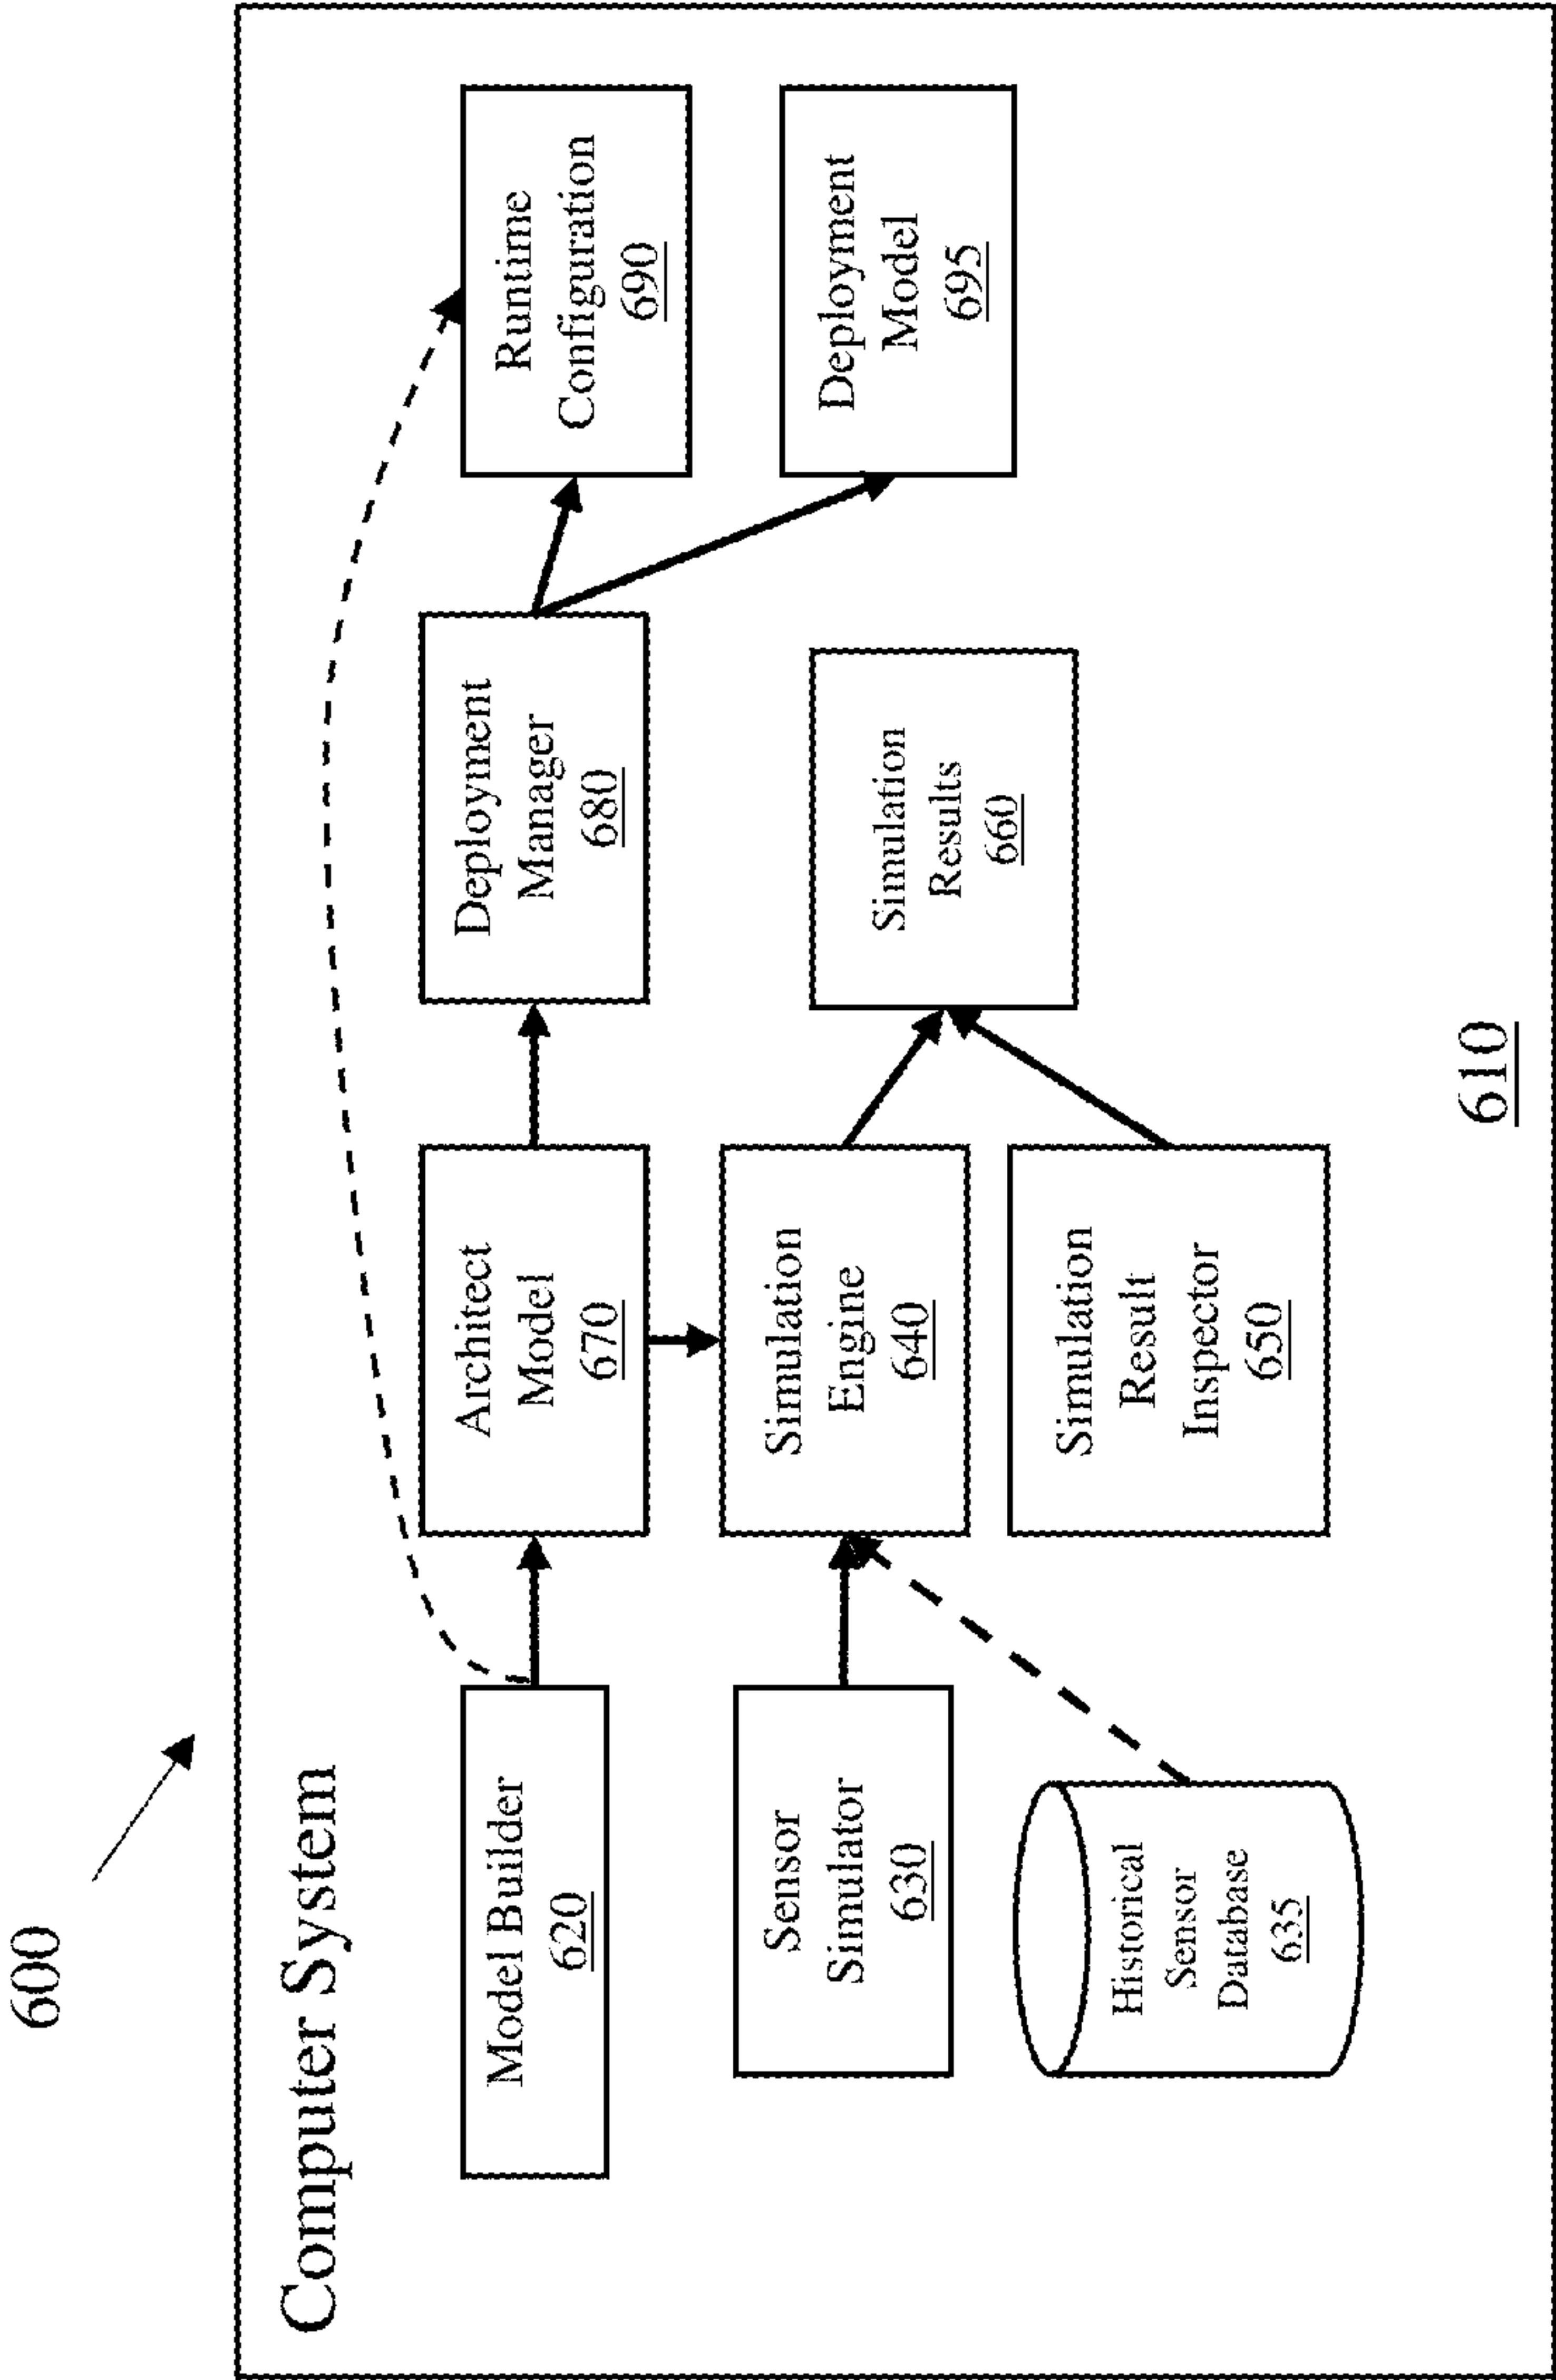 600
Computer System
Model Builder
620
Architect
Model
670
Deployment
Manager
680
Runtime
Configuration
690
Sensor
Simulator
630
Simulation
Engine
640
Simulation
Results
660
Deployment
Model
695
Historical
Sensor
Database
635
Simulation
Result
Inspector
650
610